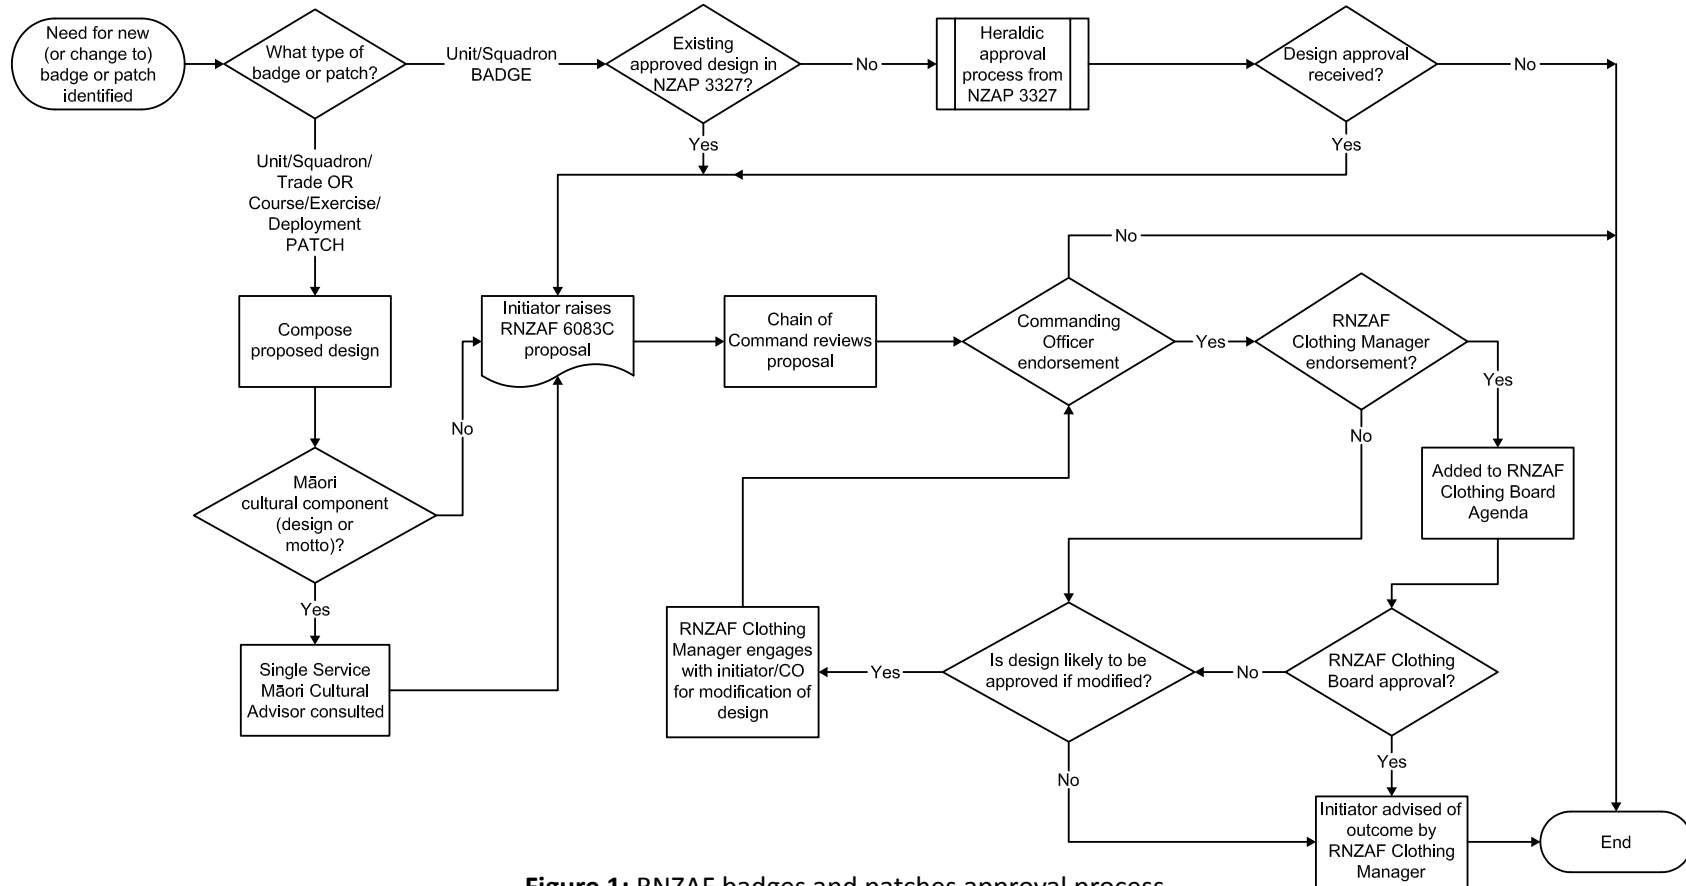 Need for new
(or change to)
badge or patch
identified
What type of
badge or patch?
Unit/Squadron
BADGE
Existing
approved design in
NZAP 3327?
No
Heraldic
approval
process from
NZAP 3327
Design approval
received?
No
Yes
Yes
Unit/Squadron/
Trade OR
Course/Exercise/
Deployment
PATCH
Compose
proposed design
Māori
cultural component
(design or
motto)?
No
Yes
Single Service
Māori Cultural
Advisor consulted
Initiator raises
RNZAF 6083C
proposal
Chain of
Command reviews
proposal
Commanding
Officer
endorsement
No
Yes
RNZAF
Clothing Manager
endorsement?
Yes
No
Added to RNZAF
Clothing Board
Agenda
RNZAF Clothing
Board approval?
No
Yes
Is design likely to be
approved if modified?
Yes
No
RNZAF Clothing
Manager engages
with initiator/CO
for modification of
design
Initiator advised of
outcome by
RNZAF Clothing
Manager
End
Figure 1: RNZAF badges and patches approval process